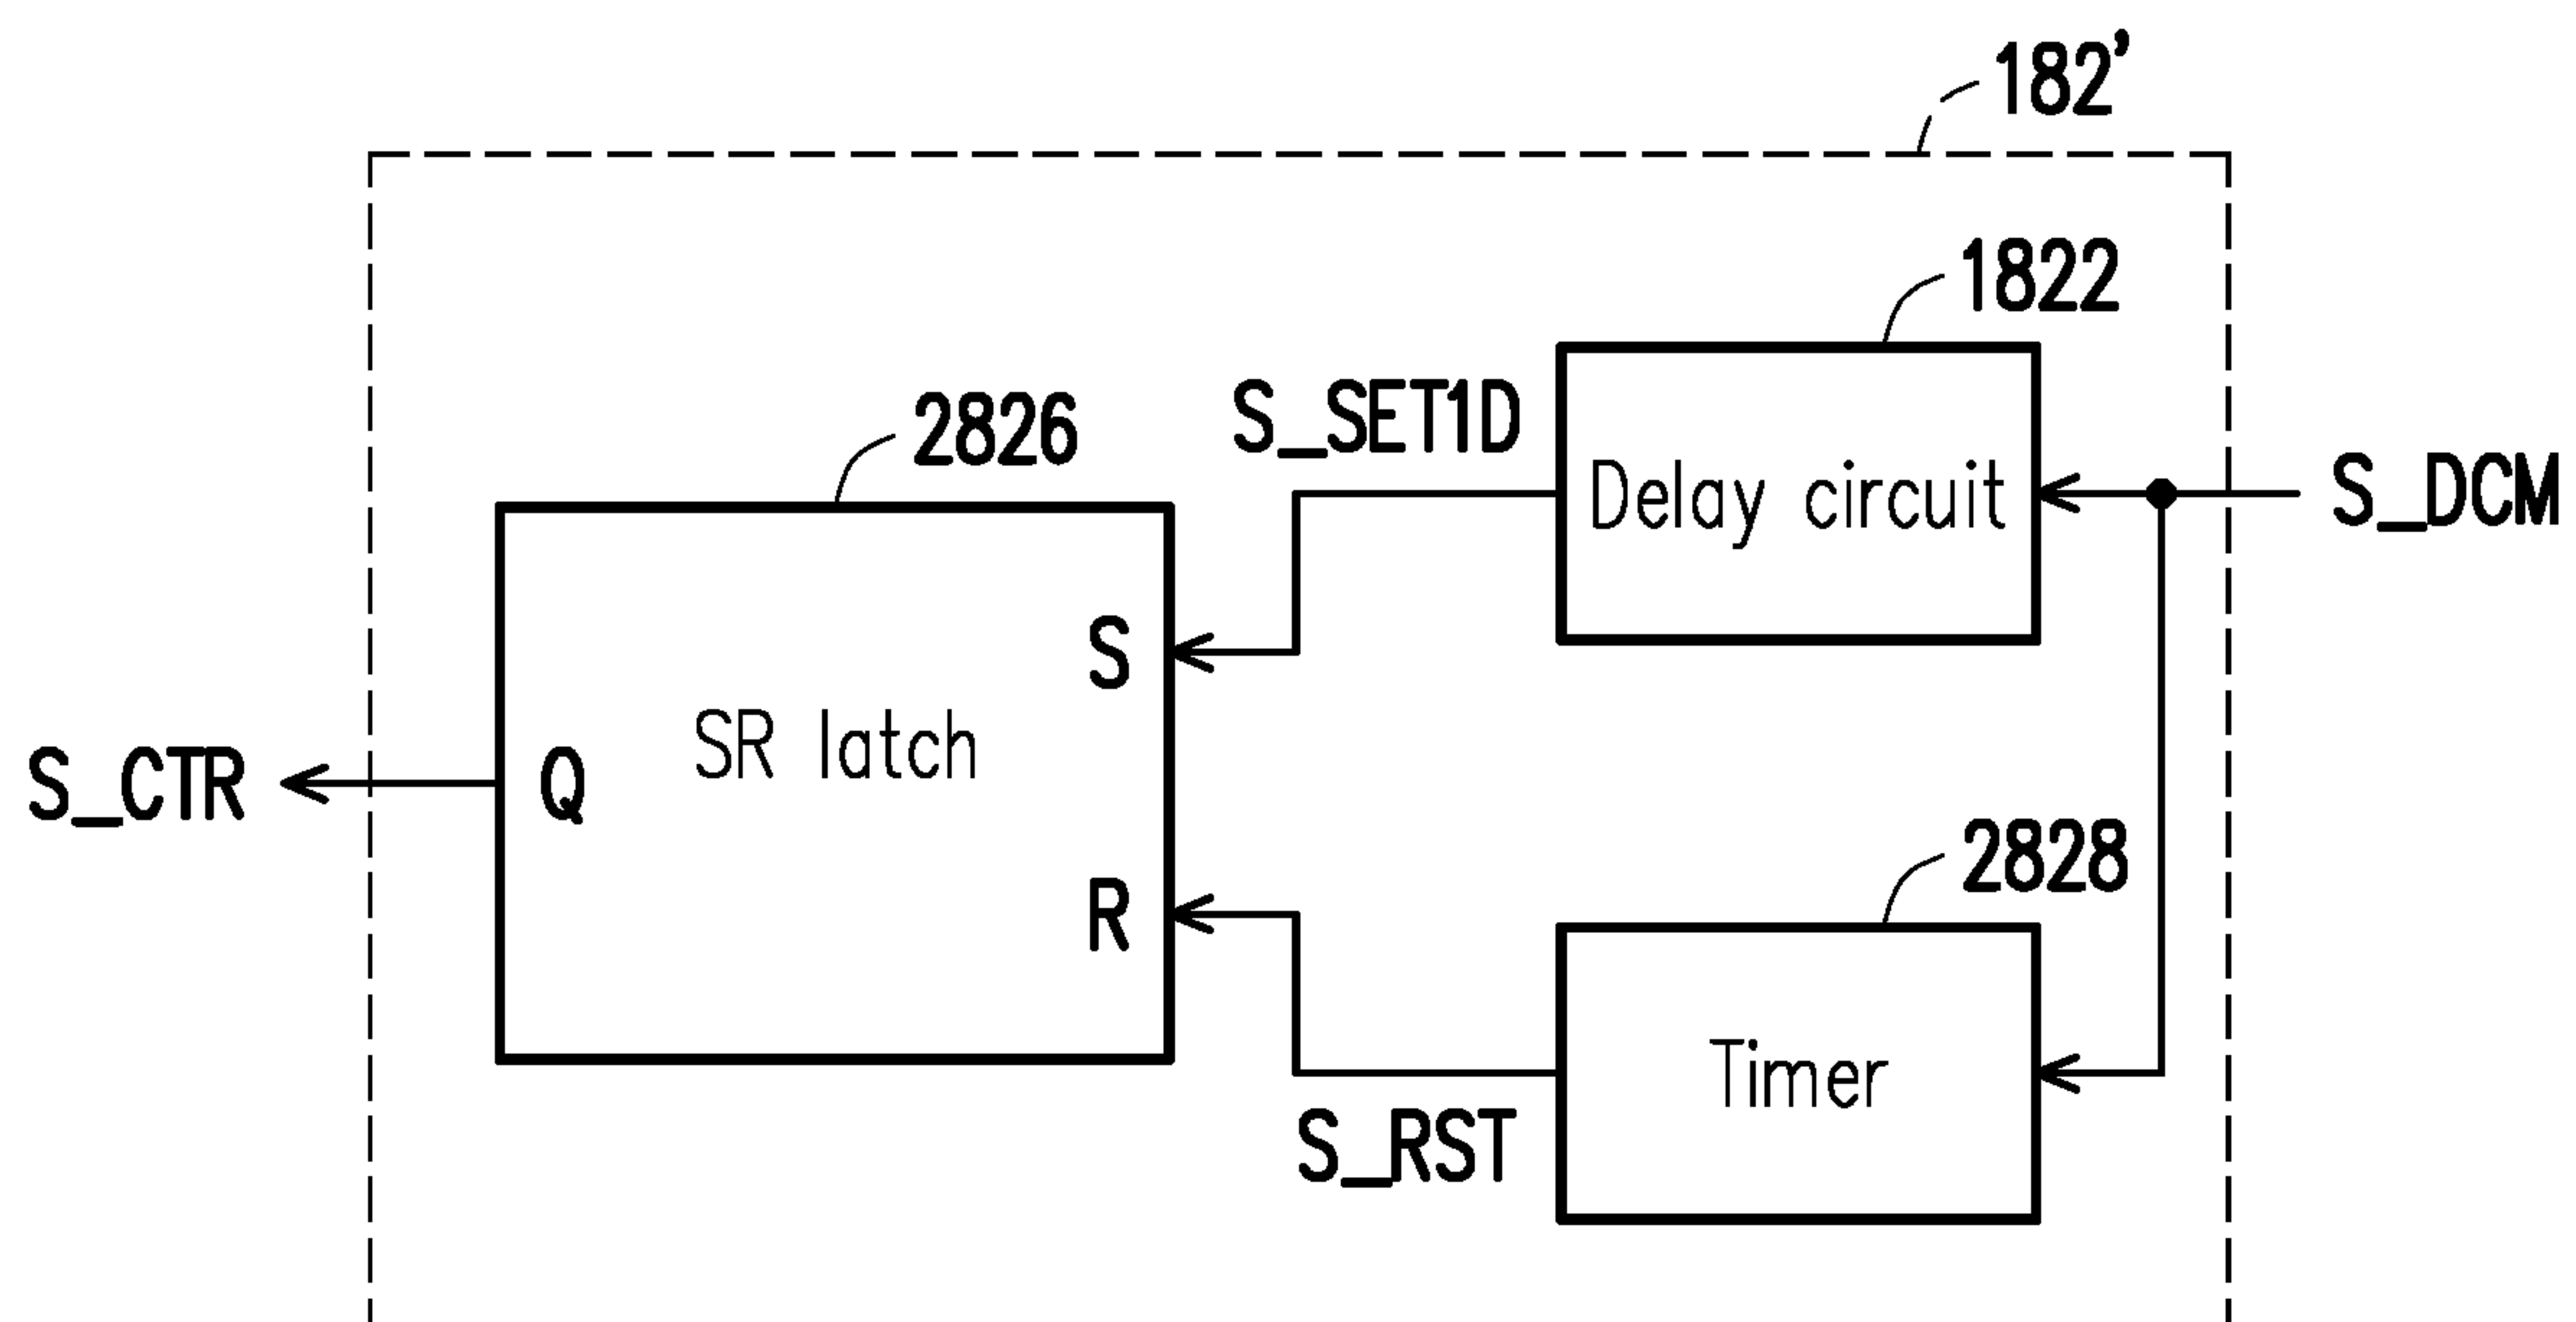 182'
1822
2826
S_SET1D
Delay circuit
S_DCM
S
SR latch
S_CTR
Q
2828
R
Timer
S_RST